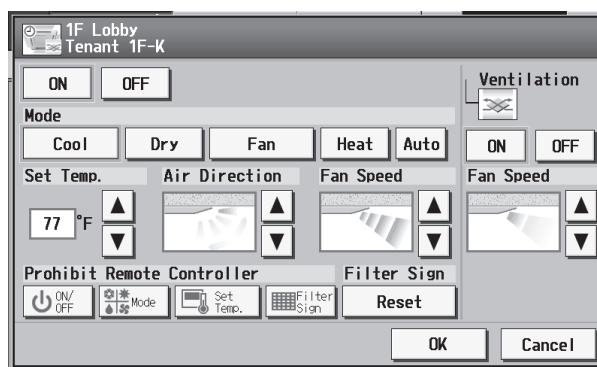 1F Lobby
Tenant 1F-K
ON OFF
Ventilation
Mode
Cool Dry Fan Heat Auto
ON OFF
Set Temp. Air Direction Fan Speed
Fan Speed
77 °F
Prohibit Remote Controller Filter Sign
ON/OFF Mode Set Temp. Filter Sign Reset
OK Cancel